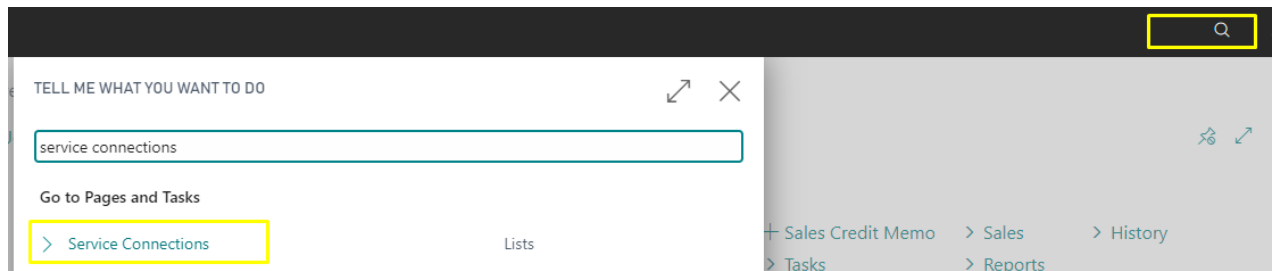 TELL ME WHAT YOU WANT TO DO
service connections
Go to Pages and Tasks
Service Connections Lists
Sales Credit Memo Sales History
Tasks Reports